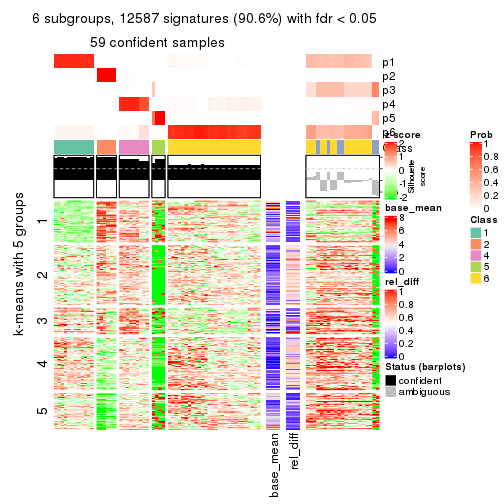 6 subgroups, 12587 signatures (90.6%) with fdr < 0.05
59 confident samples
p1
p2
p3
p4
p5
p6
Class
Silhouette
score
k-means with 5 groups
1
2
3
4
5
base_mean
rel_diff
z-score
2
1
0
-1
-2
base_mean
8
6
4
2
0
rel_diff
1
0.8
0.6
0.4
0.2
0
Status (barplots)
confident
ambiguous
Prob
1
0.8
0.6
0.4
0.2
0
Class
1
2
4
5
6